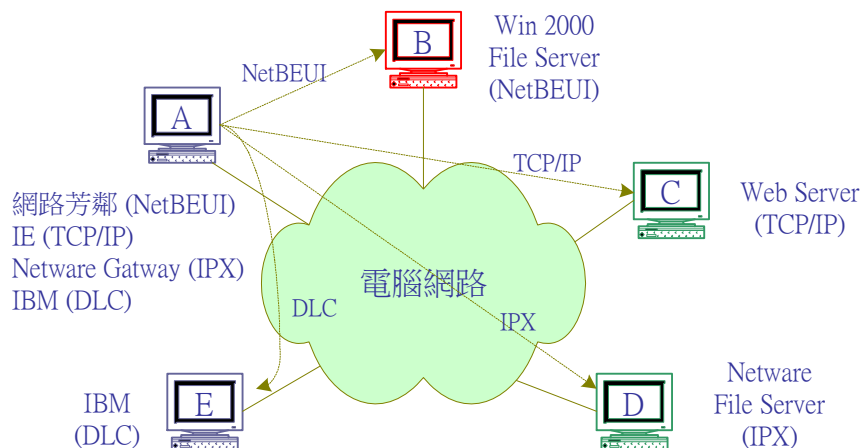 B
Win 2000
File Server
(NetBEUI)
NetBEUI
A
TCP/IP
C
Web Server
(TCP/IP)
網路芳鄰 (NetBEUI)
IE (TCP/IP)
Netware Gatway (IPX)
IBM (DLC)
電腦網路
DLC
IPX
IBM
(DLC)
E
D
Netware
File Server
(IPX)